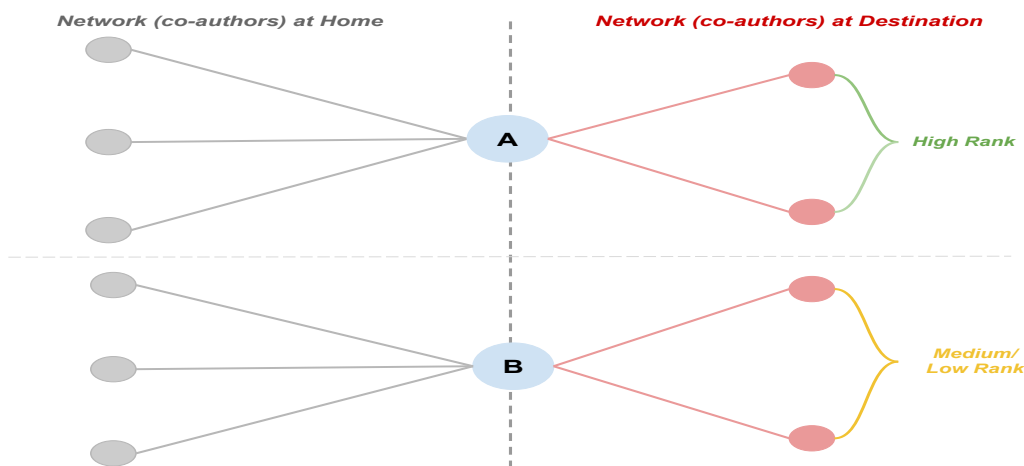 Network (co-authors) at Home
Network (co-authors) at Destination
A
High Rank
B
Medium/
Low Rank